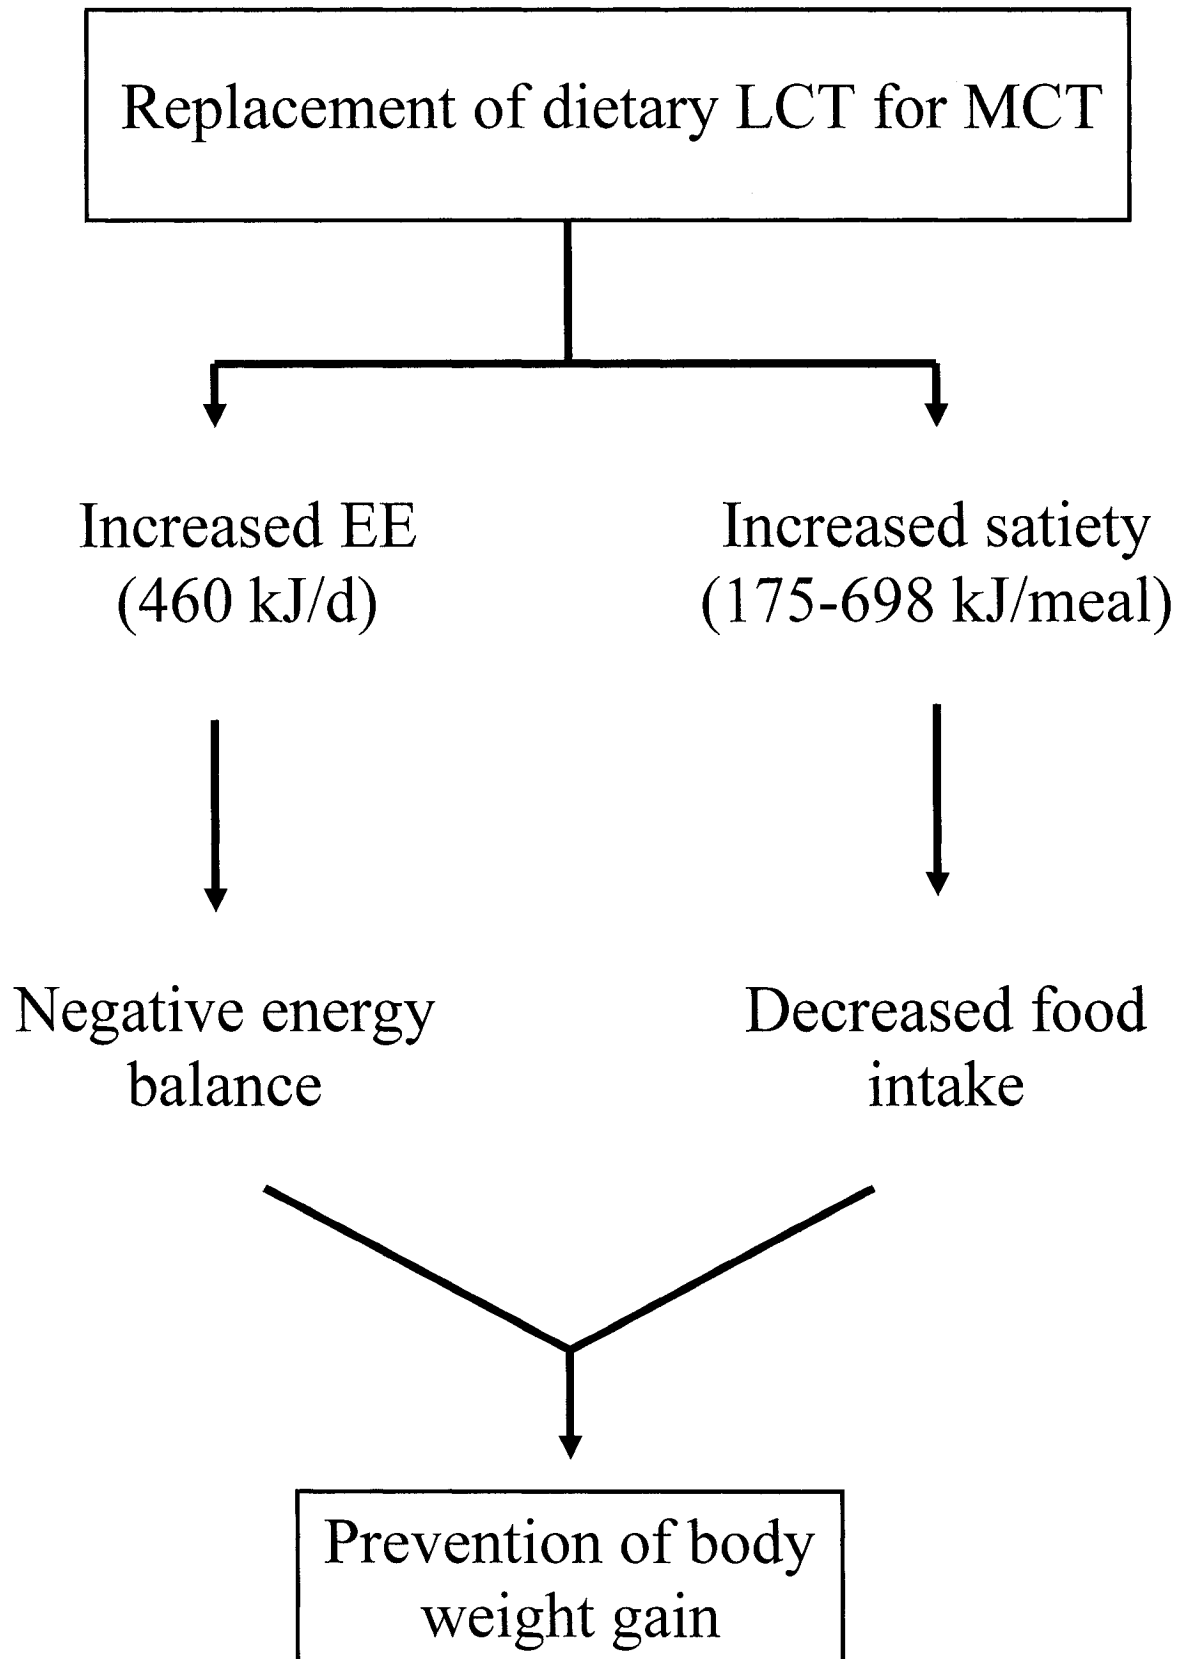 Replacement of dietary LCT for MCT
Increased EE
(460 kJ/d)
Increased satiety
(175-698 kJ/meal)
Negative energy
balance
Decreased food
intake
Prevention of body
weight gain